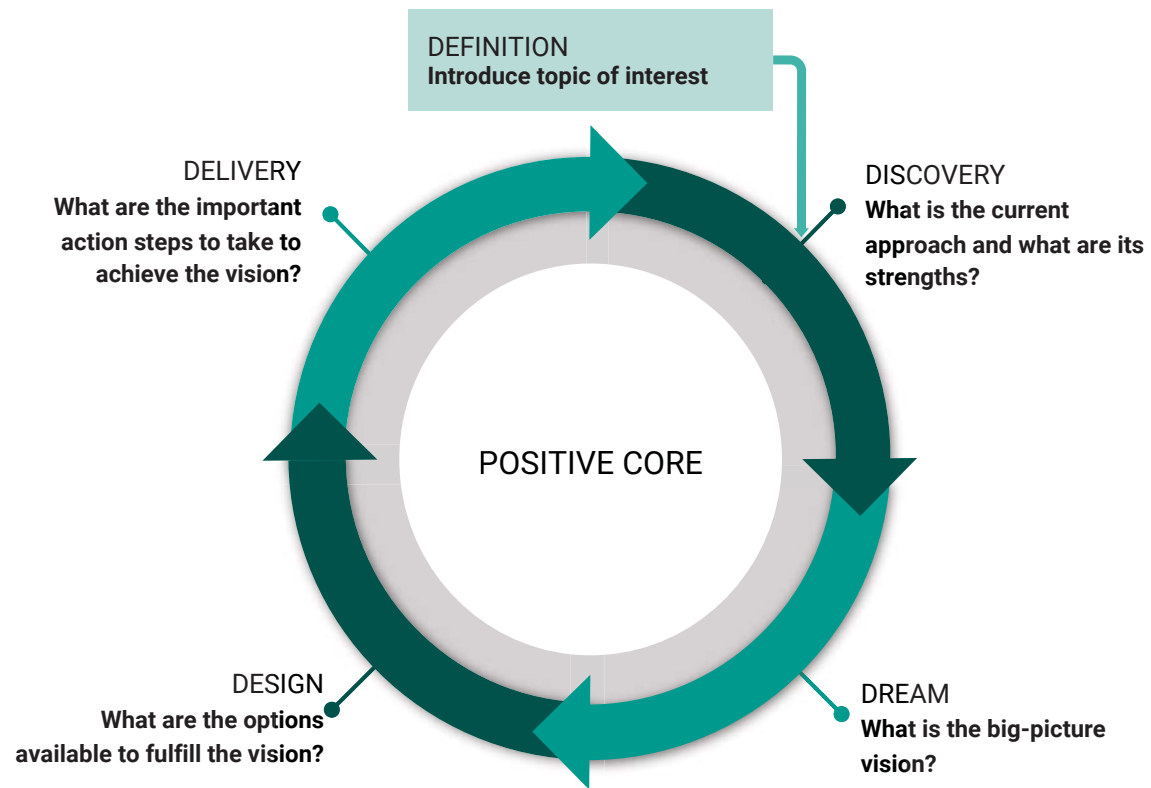 DEFINITION
Introduce topic of interest
DELIVERY
What are the important
action steps to take to
achieve the vision?
DISCOVERY
What is the current
approach and what are its
strengths?
POSITIVE CORE
DESIGN
What are the options
available to fulfill the vision?
DREAM
What is the big-picture
vision?